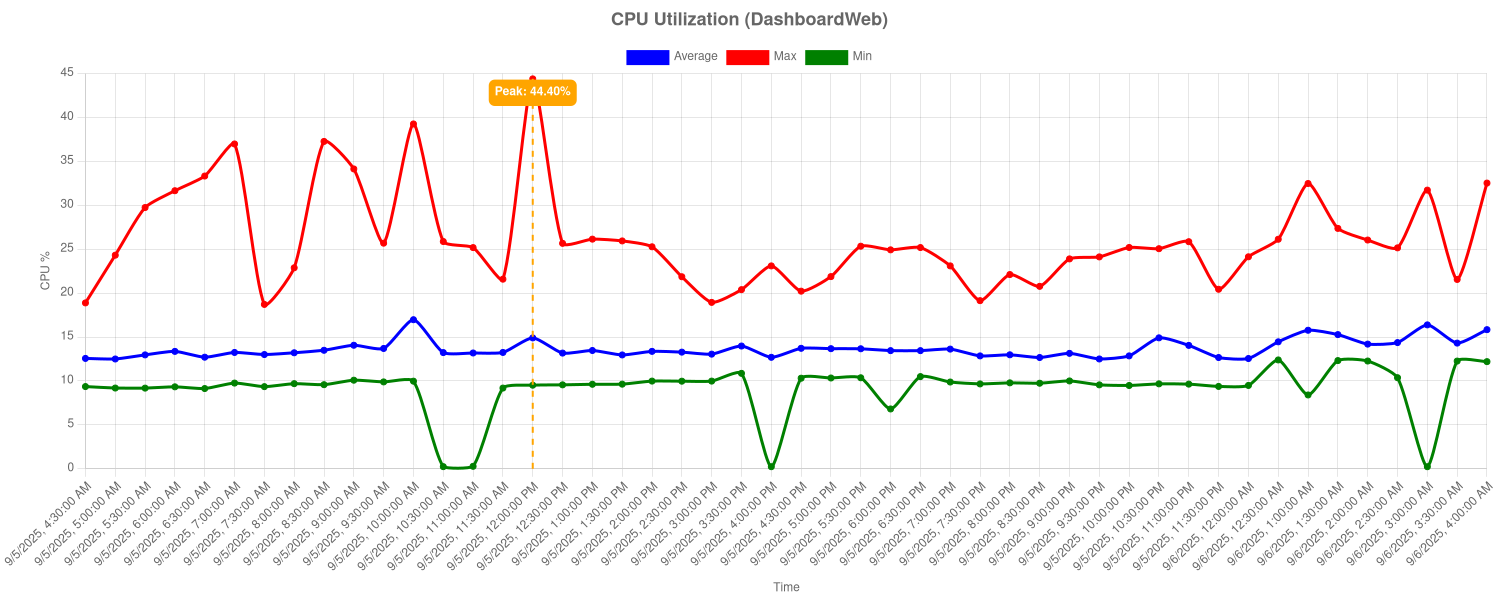 CPU Utilization (DashboardWeb)
Average Max Min
Peak: 44.40%
45
40
35
30
25
20
15
10
5
0
CPU %
9/5/2025, 4:30:00 AM
9/5/2025, 5:00:00 AM
9/5/2025, 5:30:00 AM
9/5/2025, 6:00:00 AM
9/5/2025, 6:30:00 AM
9/5/2025, 7:00:00 AM
9/5/2025, 7:30:00 AM
9/5/2025, 8:00:00 AM
9/5/2025, 8:30:00 AM
9/5/2025, 9:00:00 AM
9/5/2025, 9:30:00 AM
9/5/2025, 10:00:00 AM
9/5/2025, 10:30:00 AM
9/5/2025, 11:00:00 AM
9/5/2025, 11:30:00 AM
9/5/2025, 12:00:00 PM
9/5/2025, 12:30:00 PM
9/5/2025, 1:00:00 PM
9/5/2025, 1:30:00 PM
9/5/2025, 2:00:00 PM
9/5/2025, 2:30:00 PM
9/5/2025, 3:00:00 PM
9/5/2025, 3:30:00 PM
9/5/2025, 4:00:00 PM
9/5/2025, 4:30:00 PM
9/5/2025, 5:00:00 PM
9/5/2025, 5:30:00 PM
9/5/2025, 6:00:00 PM
9/5/2025, 6:30:00 PM
9/5/2025, 7:00:00 PM
9/5/2025, 7:30:00 PM
9/5/2025, 8:00:00 PM
9/5/2025, 8:30:00 PM
9/5/2025, 9:00:00 PM
9/5/2025, 9:30:00 PM
9/5/2025, 10:00:00 PM
9/5/2025, 10:30:00 PM
9/5/2025, 11:00:00 PM
9/5/2025, 11:30:00 PM
9/6/2025, 12:00:00 AM
9/6/2025, 12:30:00 AM
9/6/2025, 1:00:00 AM
9/6/2025, 1:30:00 AM
9/6/2025, 2:00:00 AM
9/6/2025, 2:30:00 AM
9/6/2025, 3:00:00 AM
9/6/2025, 3:30:00 AM
9/6/2025, 4:00:00 AM
Time